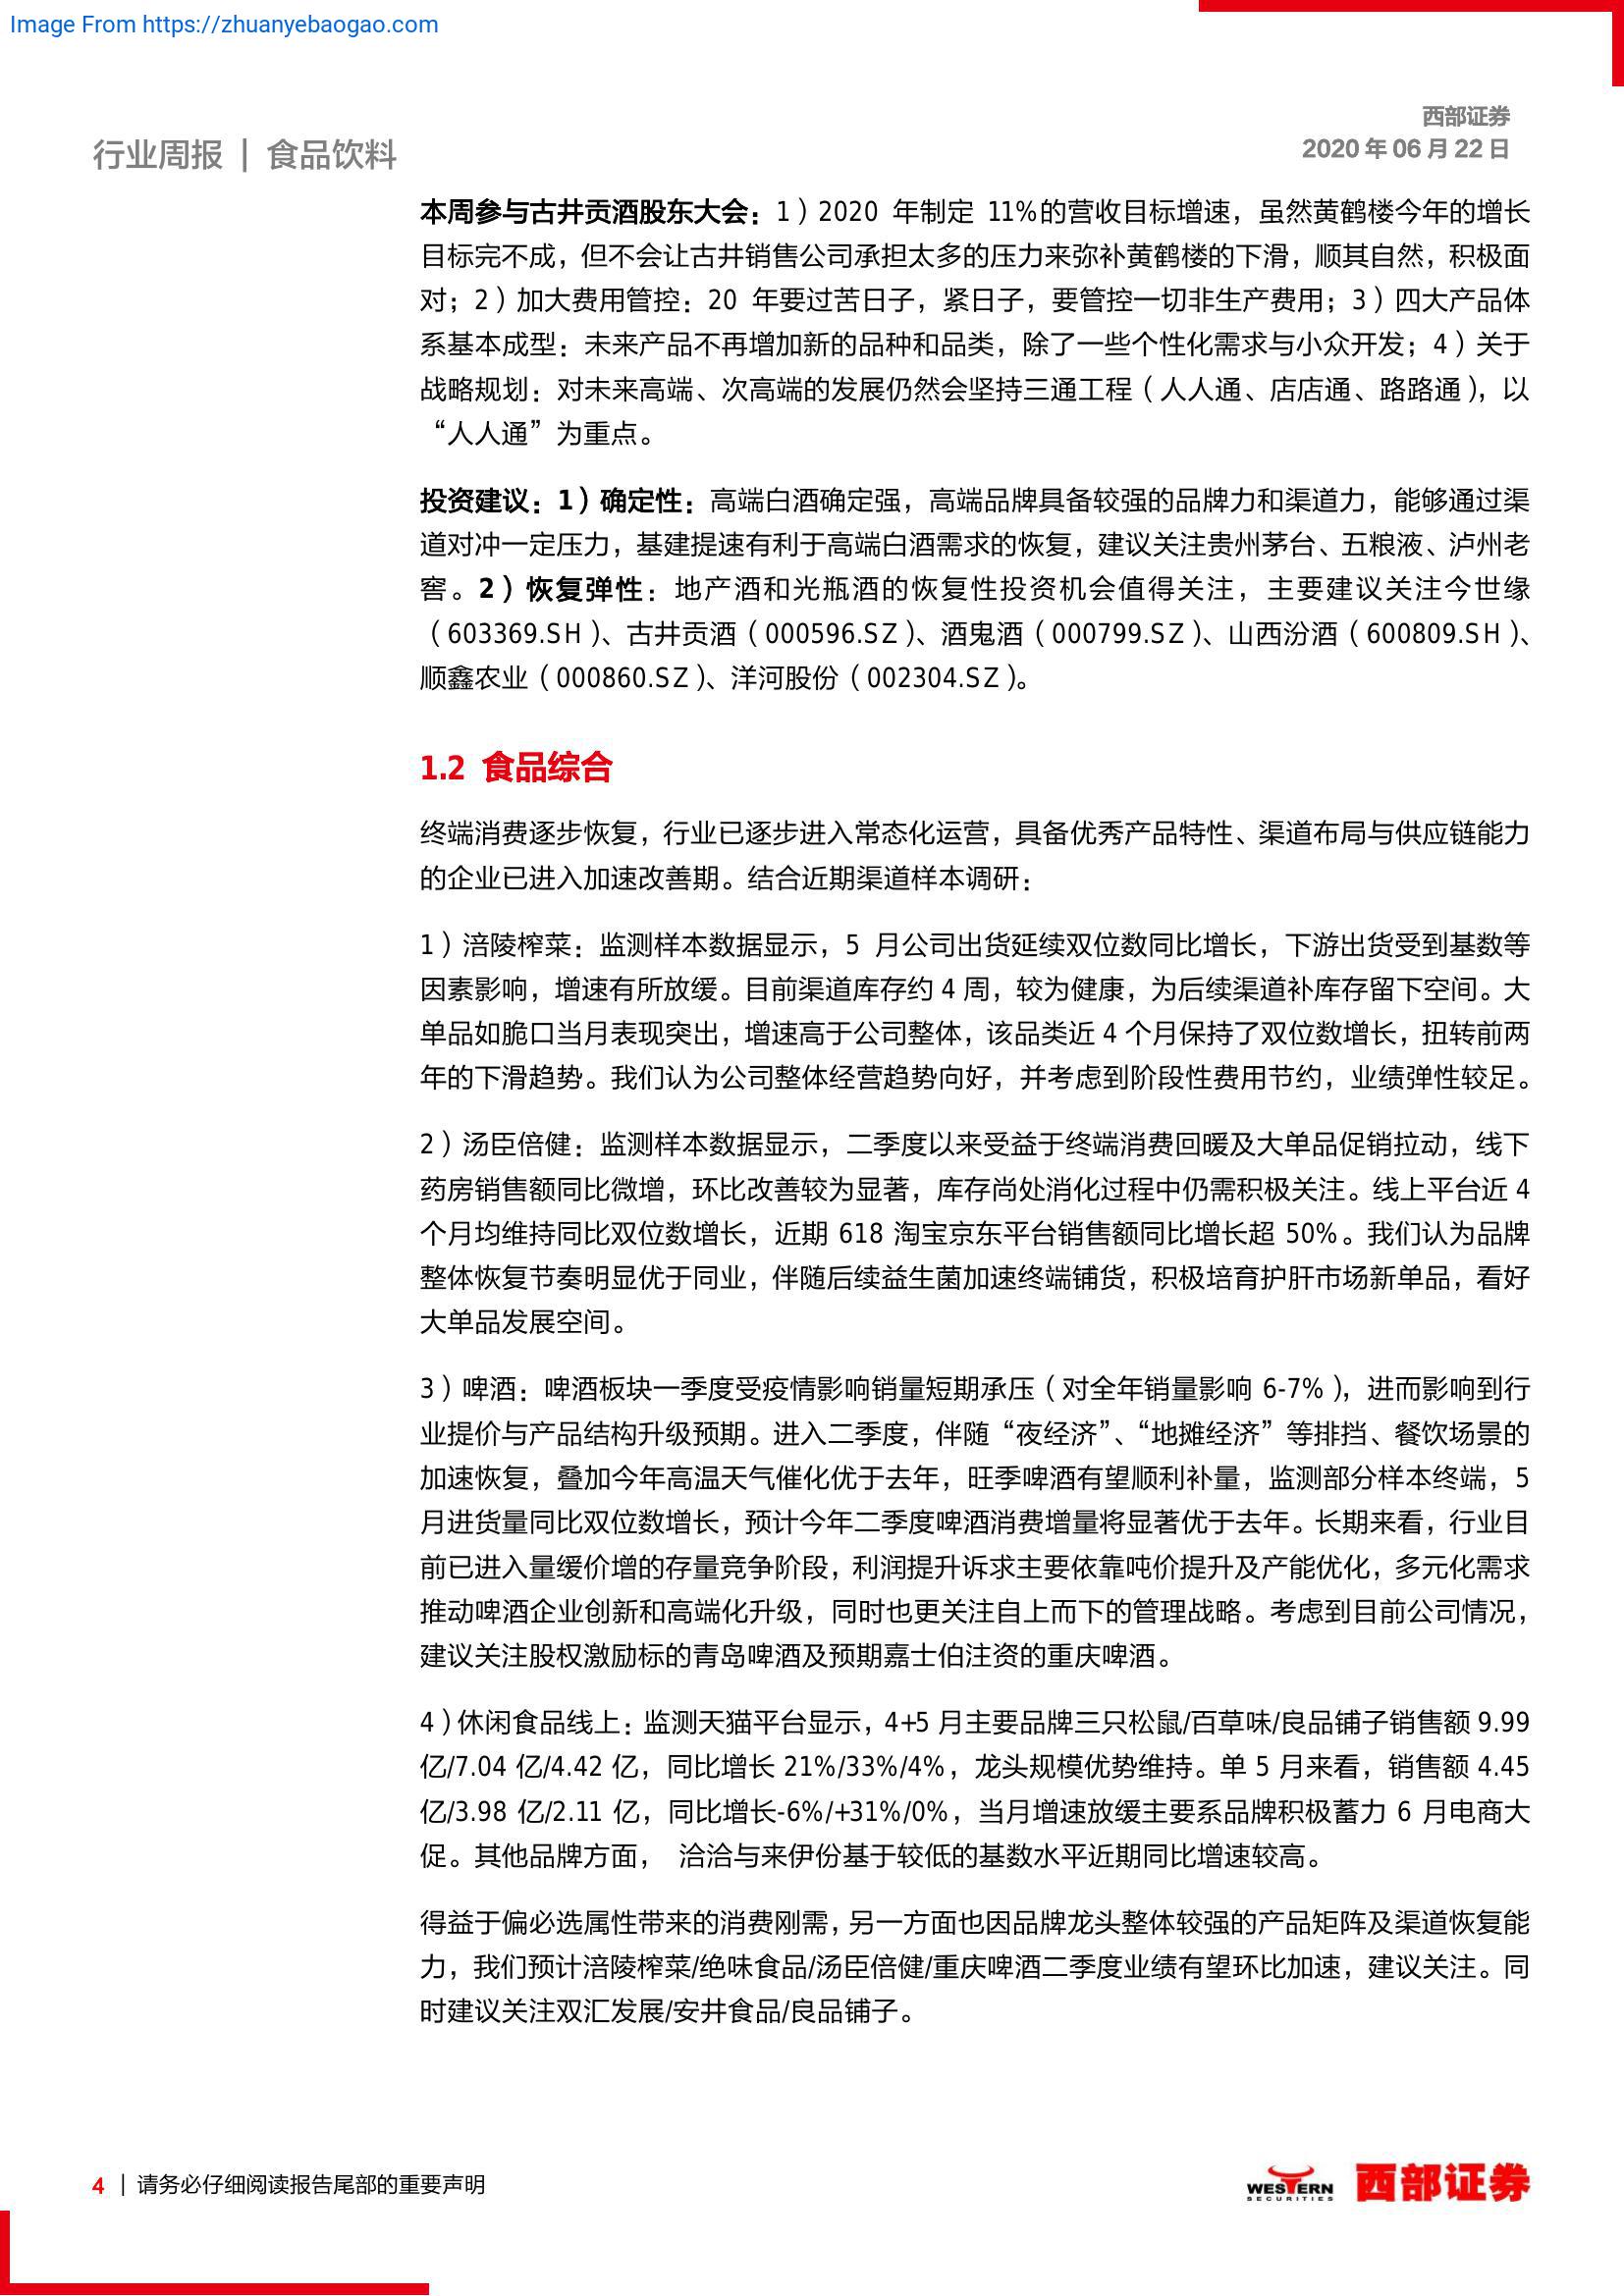 Image From https://zhuanyebaogao.com
西部证券
行业周报 | 食品饮料
2020 年 06 月 22 日
本周参与古井贡酒股东大会：1）2020 年制定 11%的营收目标增速，虽然黄鹤楼今年的增长
目标完不成，但不会让古井销售公司承担太多的压力来弥补黄鹤楼的下滑，顺其自然，积极面
对；2）加大费用管控：20 年要过苦日子，紧日子，要管控一切非生产费用；3）四大产品体
系基本成型：未来产品不再增加新的品种和品类，除了一些个性化需求与小众开发；4）关于
战略规划：对未来高端、次高端的发展仍然会坚持三通工程（人人通、店店通、路路通），以
“人人通”为重点。
投资建议：1）确定性：高端白酒确定强，高端品牌具备较强的品牌力和渠道力，能够通过渠
道对冲一定压力，基建提速有利于高端白酒需求的恢复，建议关注贵州茅台、五粮液、泸州老
窖。2）恢复弹性：地产酒和光瓶酒的恢复性投资机会值得关注，主要建议关注今世缘
（603369.SH）、古井贡酒（000596.SZ）、酒鬼酒（000799.SZ）、山西汾酒（600809.SH）、
顺鑫农业（000860.SZ）、洋河股份（002304.SZ）。
1.2 食品综合
终端消费逐步恢复，行业已逐步进入常态化运营，具备优秀产品特性、渠道布局与供应链能力
的企业已进入加速改善期。结合近期渠道样本调研：
1）涪陵榨菜：监测样本数据显示，5 月公司出货延续双位数同比增长，下游出货受到基数等
因素影响，增速有所放缓。目前渠道库存约 4 周，较为健康，为后续渠道补库存留下空间。大
单品如脆口当月表现突出，增速高于公司整体，该品类近 4 个月保持了双位数增长，扭转前两
年的下滑趋势。我们认为公司整体经营趋势向好，并考虑到阶段性费用节约，业绩弹性较足。
2）汤臣倍健：监测样本数据显示，二季度以来受益于终端消费回暖及大单品促销拉动，线下
药房销售额同比微增，环比改善较为显著，库存尚处消化过程中仍需积极关注。线上平台近 4
个月均维持同比双位数增长，近期 618 淘宝京东平台销售额同比增长超 50%。我们认为品牌
整体恢复节奏明显优于同业，伴随后续益生菌加速终端铺货，积极培育护肝市场新单品，看好
大单品发展空间。
3）啤酒：啤酒板块一季度受疫情影响销量短期承压（对全年销量影响 6-7%），进而影响到行
业提价与产品结构升级预期。进入二季度，伴随“夜经济”、“地摊经济”等排挡、餐饮场景的
加速恢复，叠加今年高温天气催化优于去年，旺季啤酒有望顺利补量，监测部分样本终端，5
月进货量同比双位数增长，预计今年二季度啤酒消费增量将显著优于去年。长期来看，行业目
前已进入量缓价增的存量竞争阶段，利润提升诉求主要依靠吨价提升及产能优化，多元化需求
推动啤酒企业创新和高端化升级，同时也更关注自上而下的管理战略。考虑到目前公司情况，
建议关注股权激励标的青岛啤酒及预期嘉士伯注资的重庆啤酒。
4）休闲食品线上：监测天猫平台显示，4+5 月主要品牌三只松鼠/百草味/良品铺子销售额 9.99
亿/7.04 亿/4.42 亿，同比增长 21%/33%/4%，龙头规模优势维持。单 5 月来看，销售额 4.45
亿/3.98 亿/2.11 亿，同比增长-6%/+31%/0%，当月增速放缓主要系品牌积极蓄力 6 月电商大
促。其他品牌方面， 洽洽与来伊份基于较低的基数水平近期同比增速较高。
得益于偏必选属性带来的消费刚需，另一方面也因品牌龙头整体较强的产品矩阵及渠道恢复能
力，我们预计涪陵榨菜/绝味食品/汤臣倍健/重庆啤酒二季度业绩有望环比加速，建议关注。同
时建议关注双汇发展/安井食品/良品铺子。
4 | 请务必仔细阅读报告尾部的重要声明
WESTERN
SECURITIES
西部证券